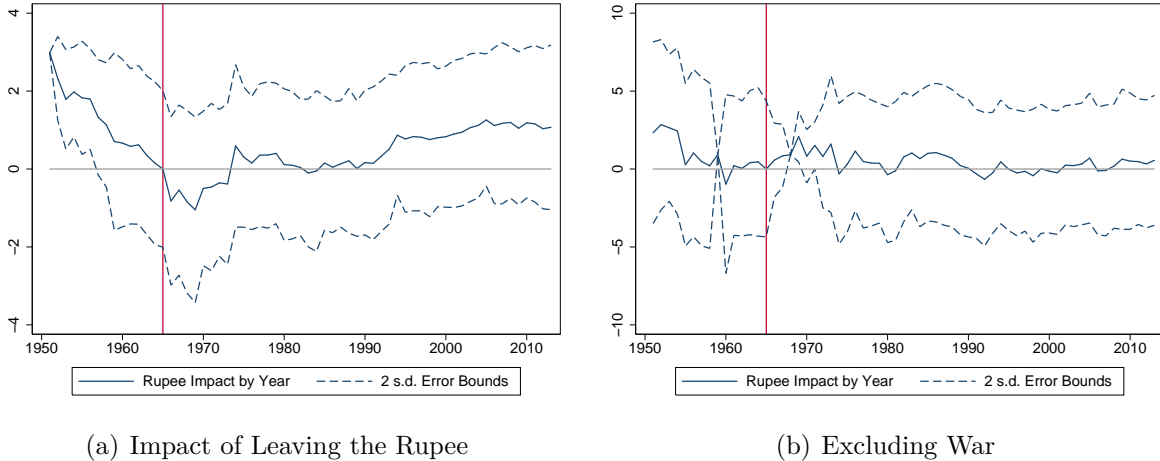 4
2
0
−2
−4
1950 1960 1970 1980 1990 2000 2010
Rupee Impact by Year 2 s.d. Error Bounds
(a) Impact of Leaving the Rupee
10
5
0
−5
−10
1950 1960 1970 1980 1990 2000 2010
Rupee Impact by Year 2 s.d. Error Bounds
(b) Excluding War